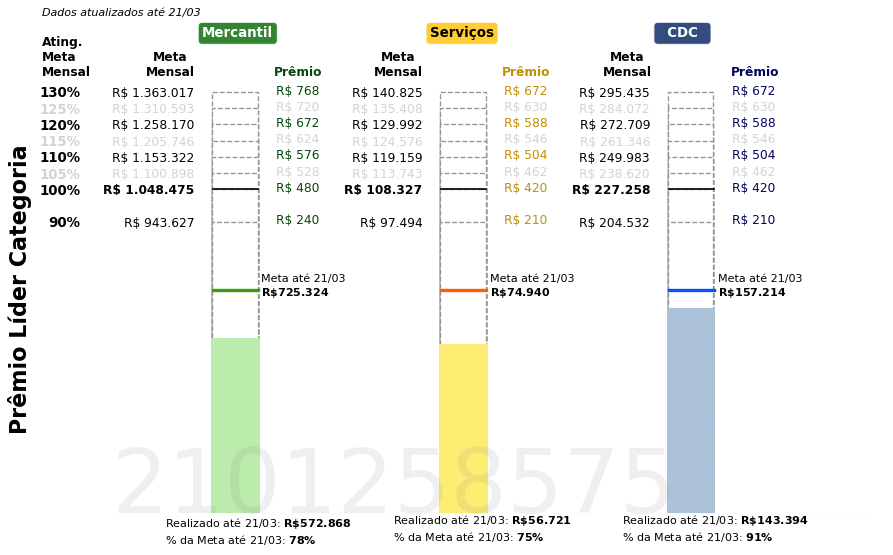 Dados atualizados até 21/03
Mercantil Serviços CDC
Ating.
Meta Meta Meta Meta
Mensal Mensal Prêmio Mensal Prêmio Mensal Prêmio
130% R$ 1.363.017 R$ 768 R$ 140.825 R$ 672 R$ 295.435 R$ 672
125% R$ 1.310.593 R$ 720 R$ 135.408 R$ 630 R$ 284.072 R$ 630
120% R$ 1.258.170 R$ 672 R$ 129.992 R$ 588 R$ 272.709 R$ 588
115% R$ 1.205.746 R$ 624 R$ 124.576 R$ 546 R$ 261.346 R$ 546
110% R$ 1.153.322 R$ 576 R$ 119.159 R$ 504 R$ 249.983 R$ 504
105% R$ 1.100.898 R$ 528 R$ 113.743 R$ 462 R$ 238.620 R$ 462
100% R$ 1.048.475 R$ 480 R$ 108.327 R$ 420 R$ 227.258 R$ 420
90% R$ 943.627 R$ 240 R$ 97.494 R$ 210 R$ 204.532 R$ 210
Prêmio Líder Categoria
Meta até 21/03 Meta até 21/03 Meta até 21/03
R$725.324 R$74.940 R$157.214
2101258575
Realizado até 21/03: R$572.868 Realizado até 21/03: R$56.721 Realizado até 21/03: R$143.394
% da Meta até 21/03: 78% % da Meta até 21/03: 75% % da Meta até 21/03: 91%